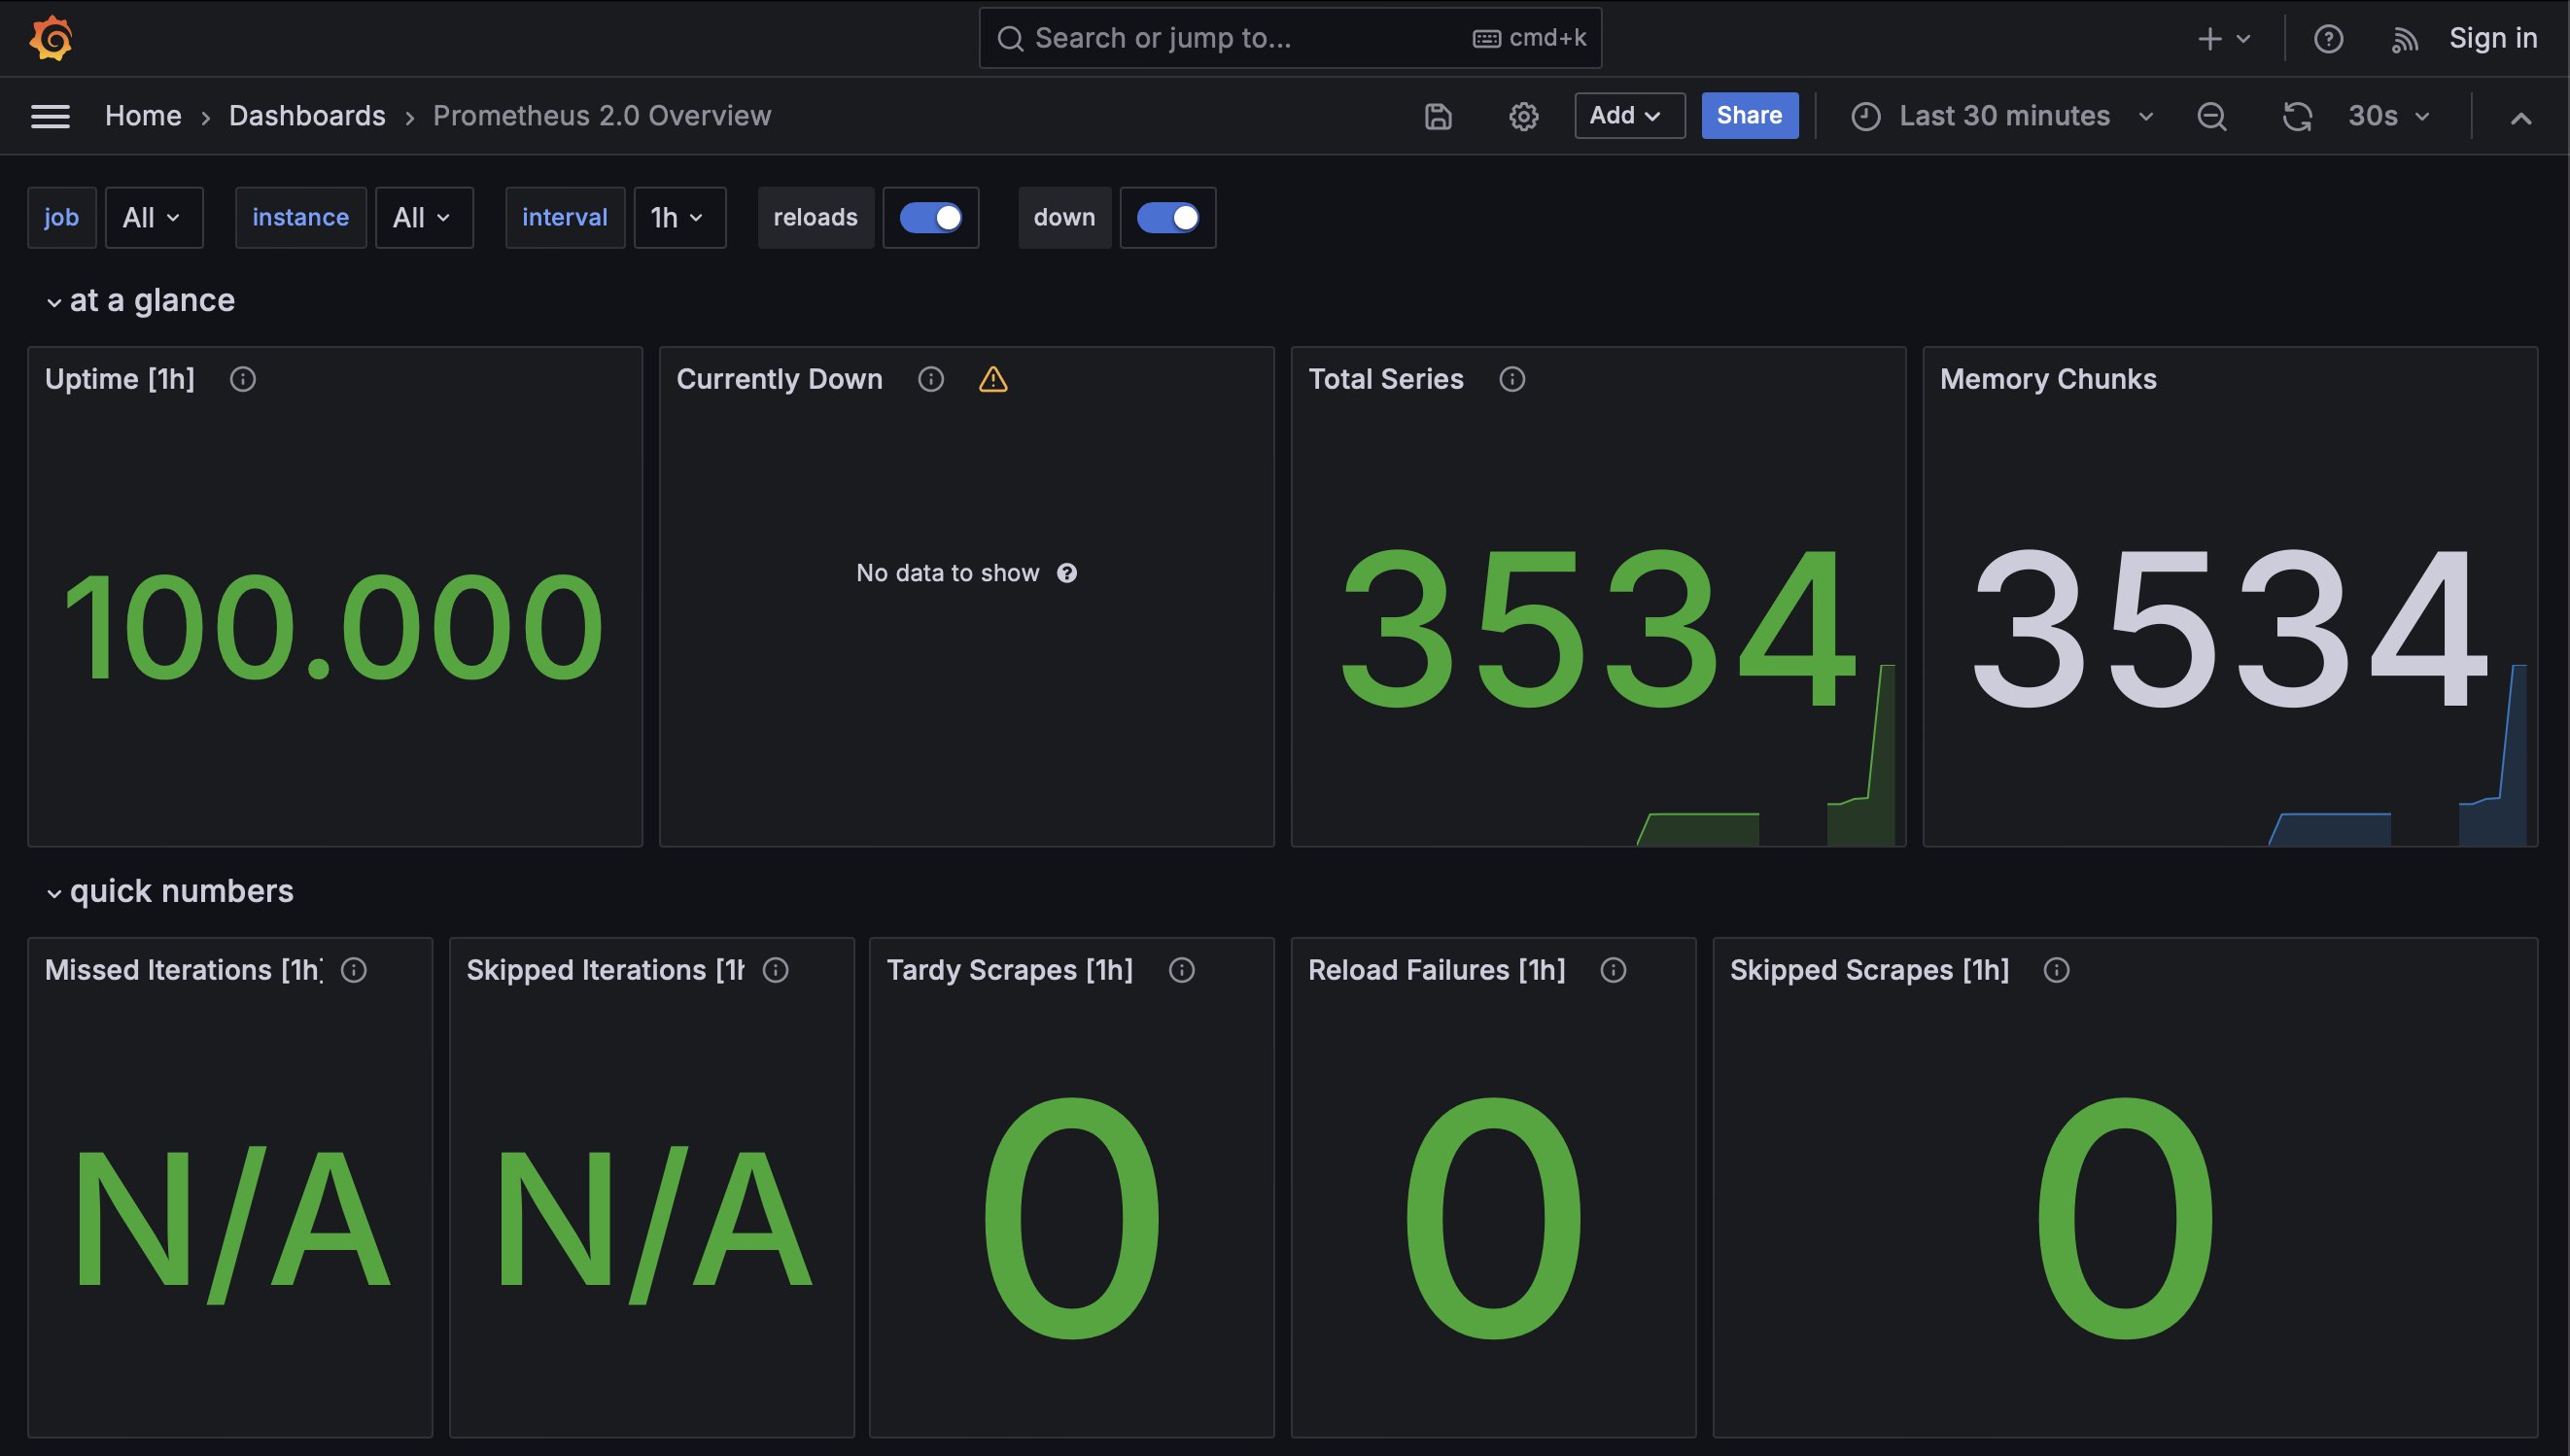 Search or jump to... cmd+k Sign in
Home › Dashboards › Prometheus 2.0 Overview Add Share Last 30 minutes 30s
job All instance All interval 1h reloads down
at a glance
Uptime [1h] Currently Down Total Series Memory Chunks
100.000 No data to show 3534 3534
quick numbers
Missed Iterations [1h] Skipped Iterations [1h Tardy Scrapes [1h] Reload Failures [1h] Skipped Scrapes [1h]
N/A N/A 0 0 0